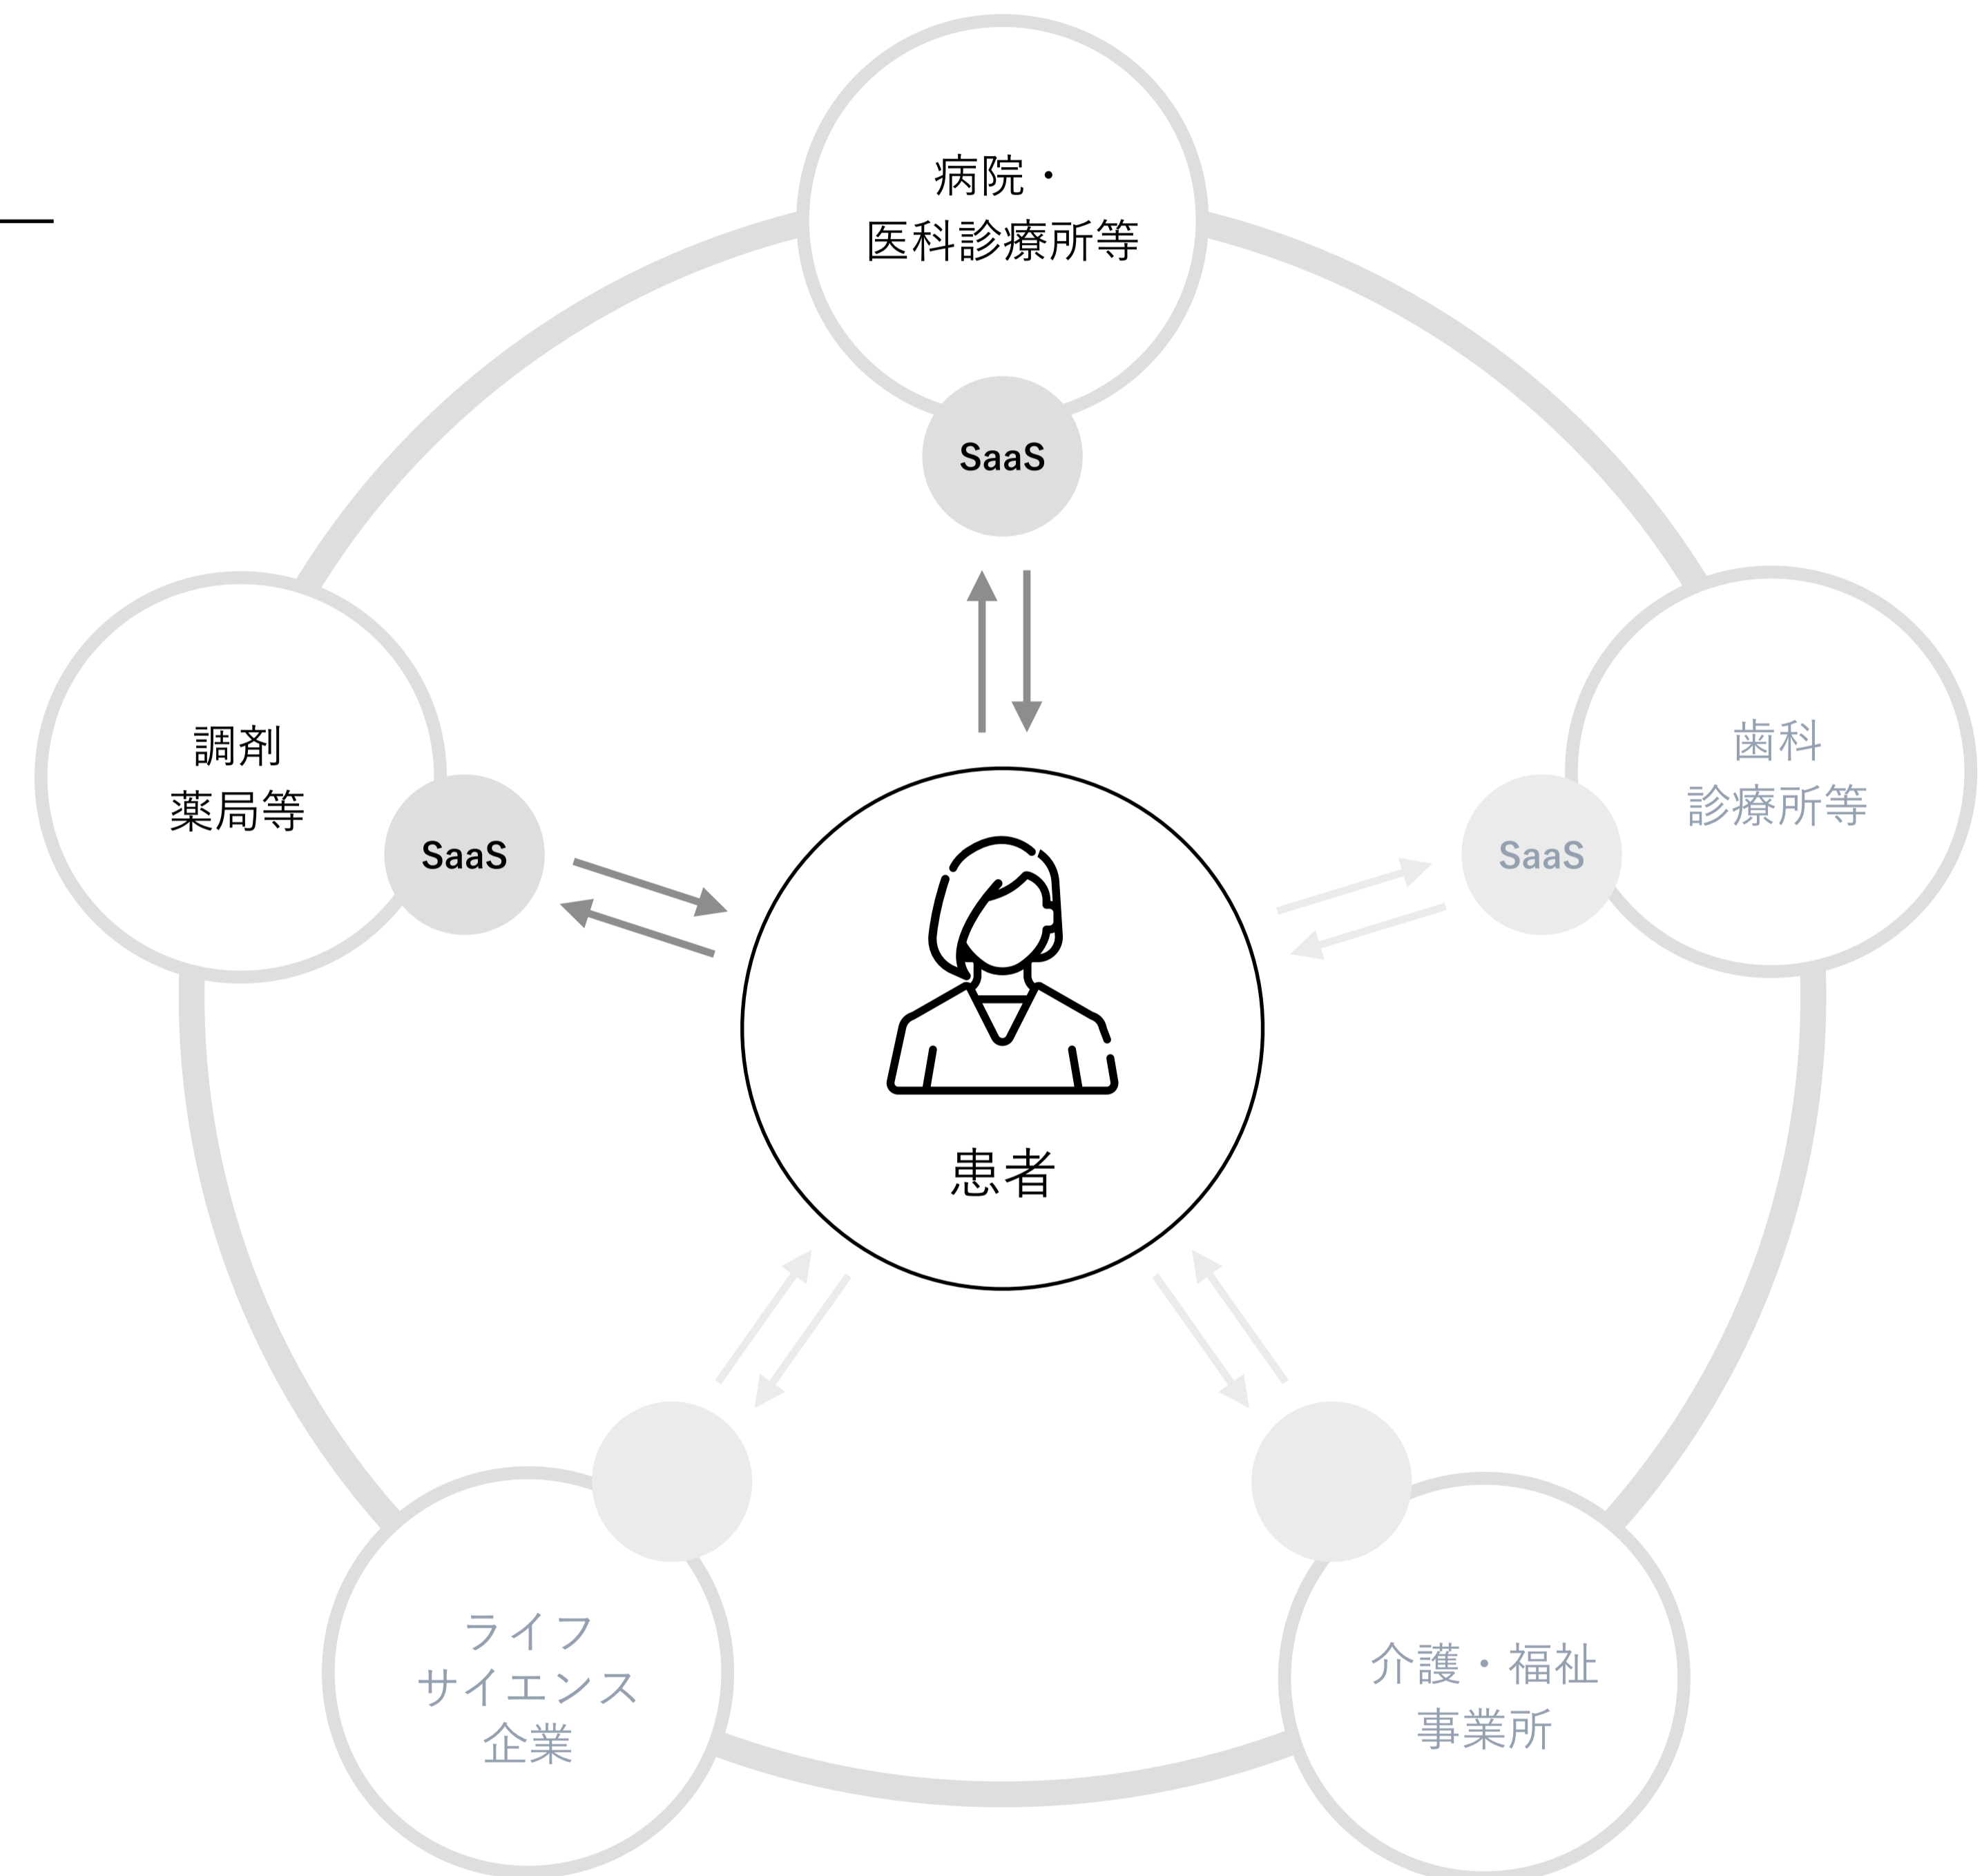 病院・
医科診療所等
SaaS
調剤
薬局等
SaaS
歯科
診療所等
SaaS
患者
ライフ
サイエンス
企業
介護・福祉
事業所